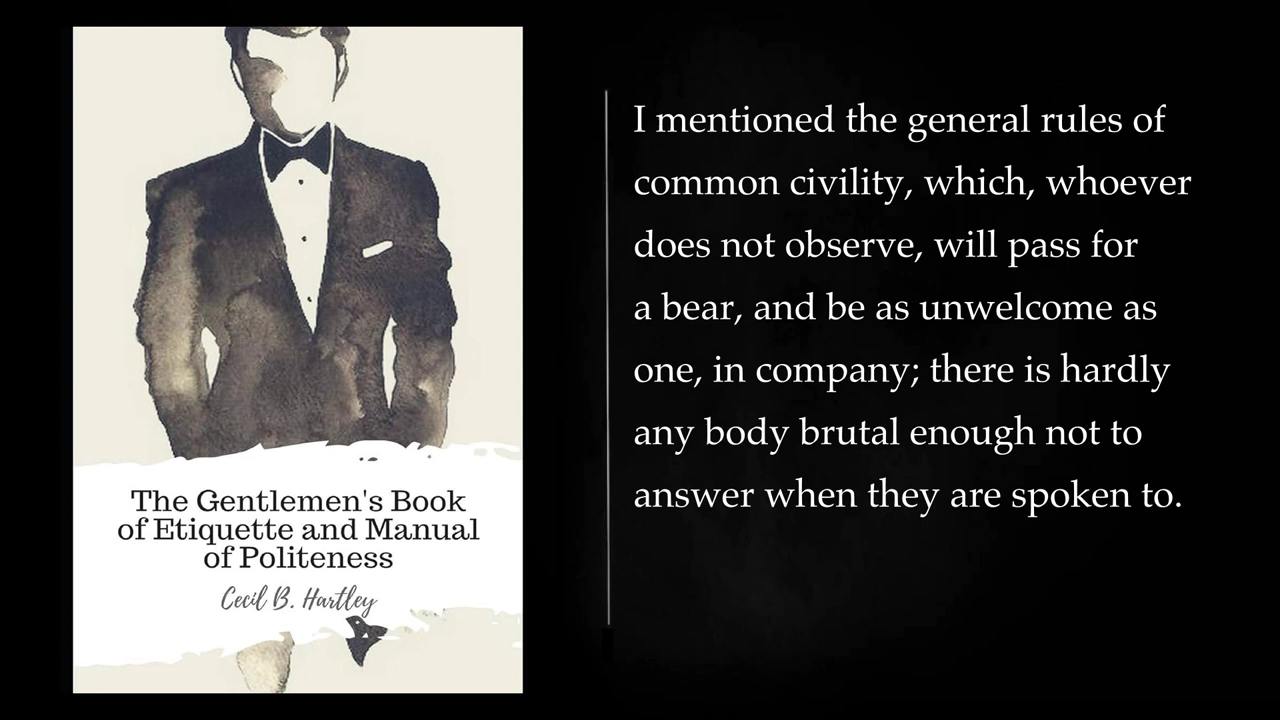 The Gentlemen's Book
of Etiquette and Manual
of Politeness
Cecil B. Hartley
I mentioned the general rules of
common civility, which, whoever
does not observe, will pass for
a bear, and be as unwelcome as
one, in company; there is hardly
any body brutal enough not to
answer when they are spoken to.